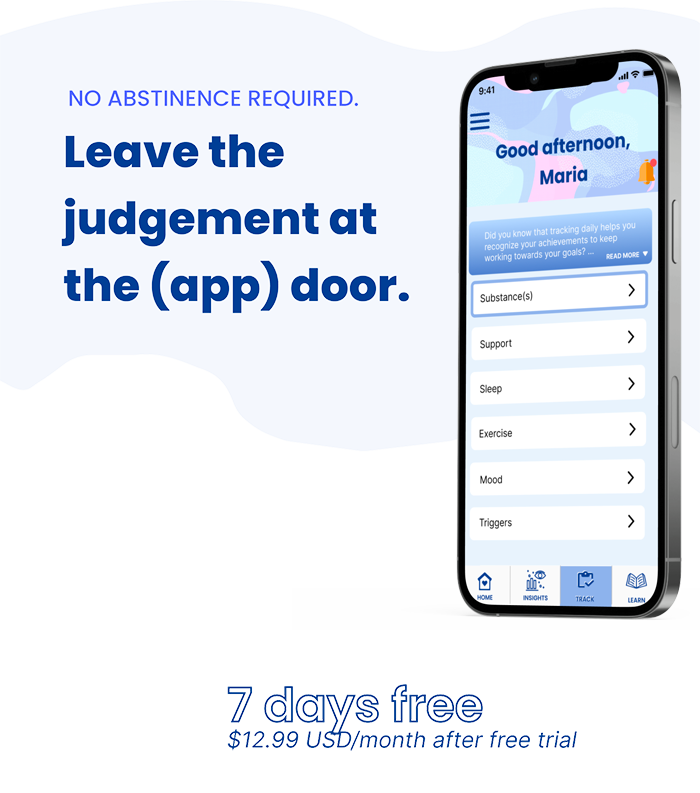 NO ABSTINENCE REQUIRED.
Leave the
judgement at
the (app) door.
9:41
Good afternoon,
Maria
Did you know that tracking daily helps you
recognize your achievements to keep
working towards your goals? ...
READ MORE ▼
Substance(s)
Support
Sleep
Exercise
Mood
Triggers
HOME
INSIGHTS
TRACK
LEARN
7 days free
$12.99 USD/month after free trial